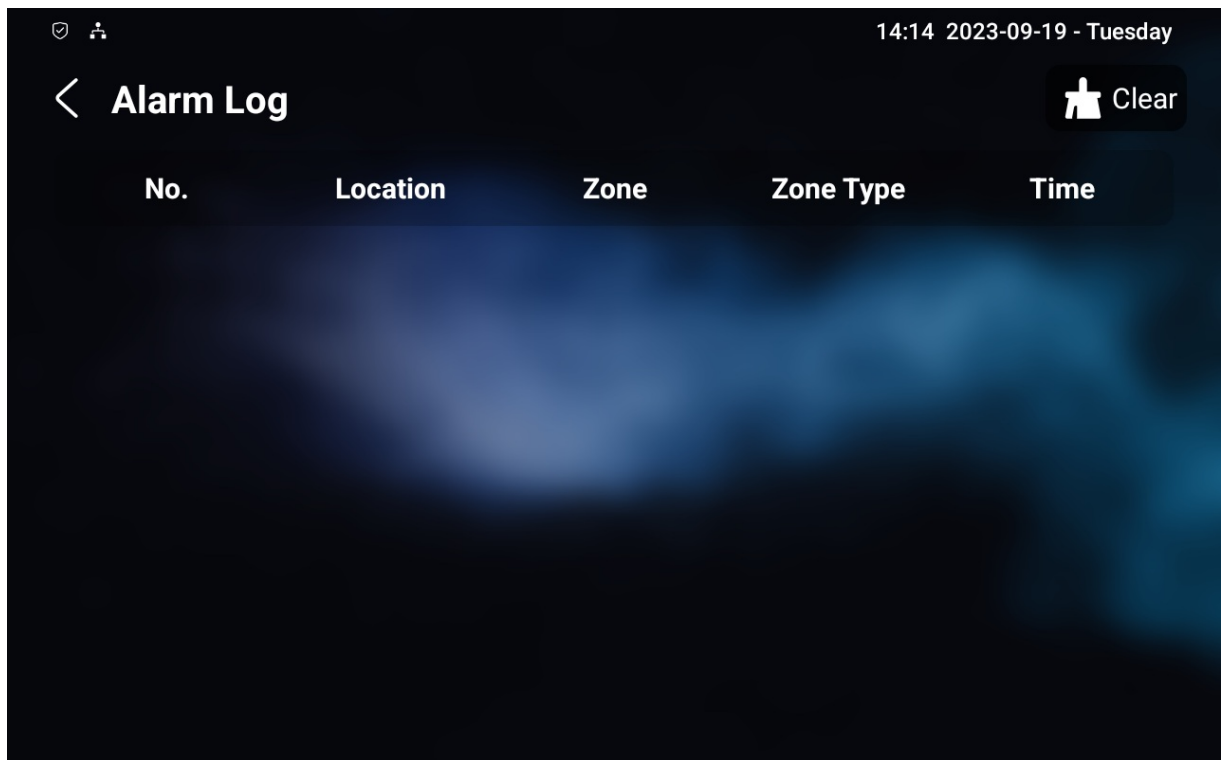 14:14 2023-09-19 - Tuesday
Alarm Log
Clear
No. Location Zone Zone Type Time